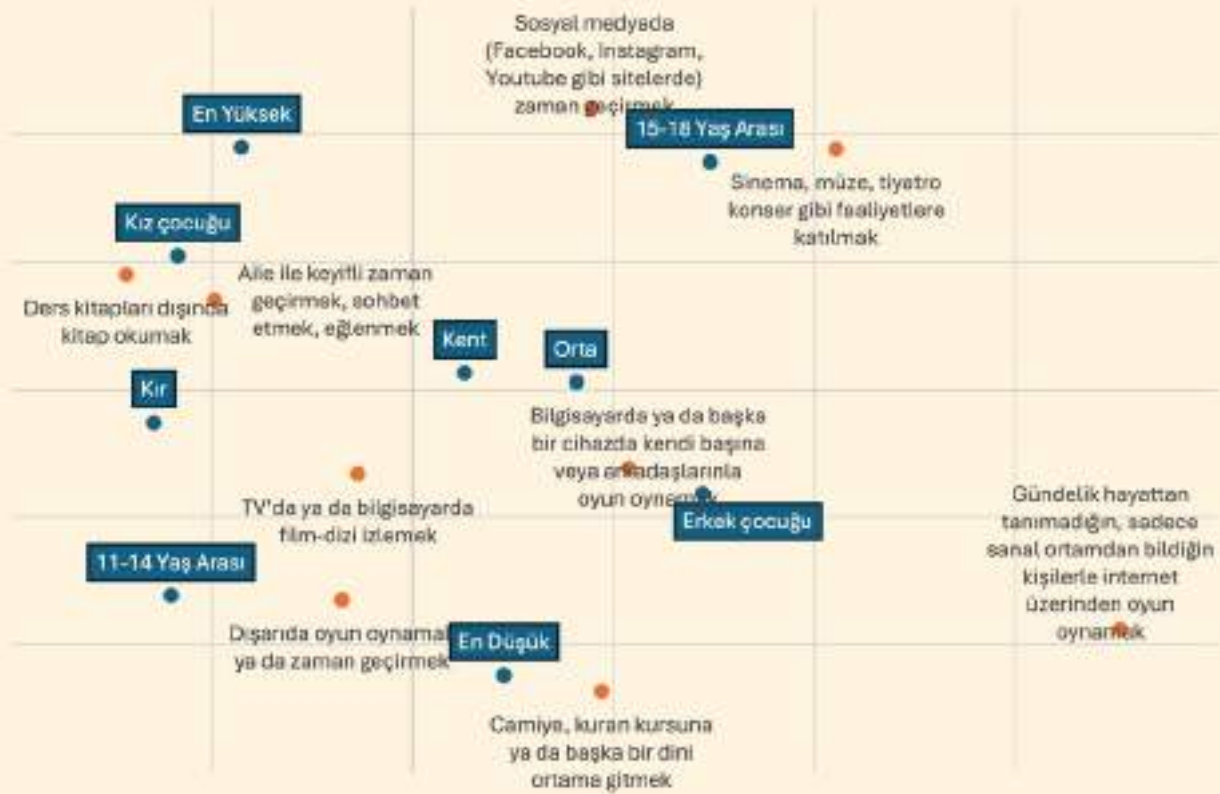 Sosyal medyada
(Facebook, Instagram,
Youtube gibi sitelerde)
zaman geçirmek
En Yüksek
15-18 Yaş Arası
Sinema, müze, tiyatro
konser gibi faaliyetlere
katılmak
Kız çocuğu
Ders kitapları dışında
kitap okumak
Aile ile keyifli zaman
geçirmek, sohbet
etmek, eğlenmek
Kent
Orta
Kır
Bilgisayarda ya da başka
bir cihazda kendi başına
veya arkadaşlarınla
oyun oynamak
Erkek çocuğu
TV'da ya da bilgisayarda
film-dizi izlemek
Gündelik hayattan
tanımadığın, sadece
sanal ortamdan bildiğin
kişilerle internet
üzerinden oyun
oynamak
11-14 Yaş Arası
Dışarıda oyun oynamak
ya da zaman geçirmek
En Düşük
Camiye, kuran kursuna
ya da başka bir dini
ortama gitmek